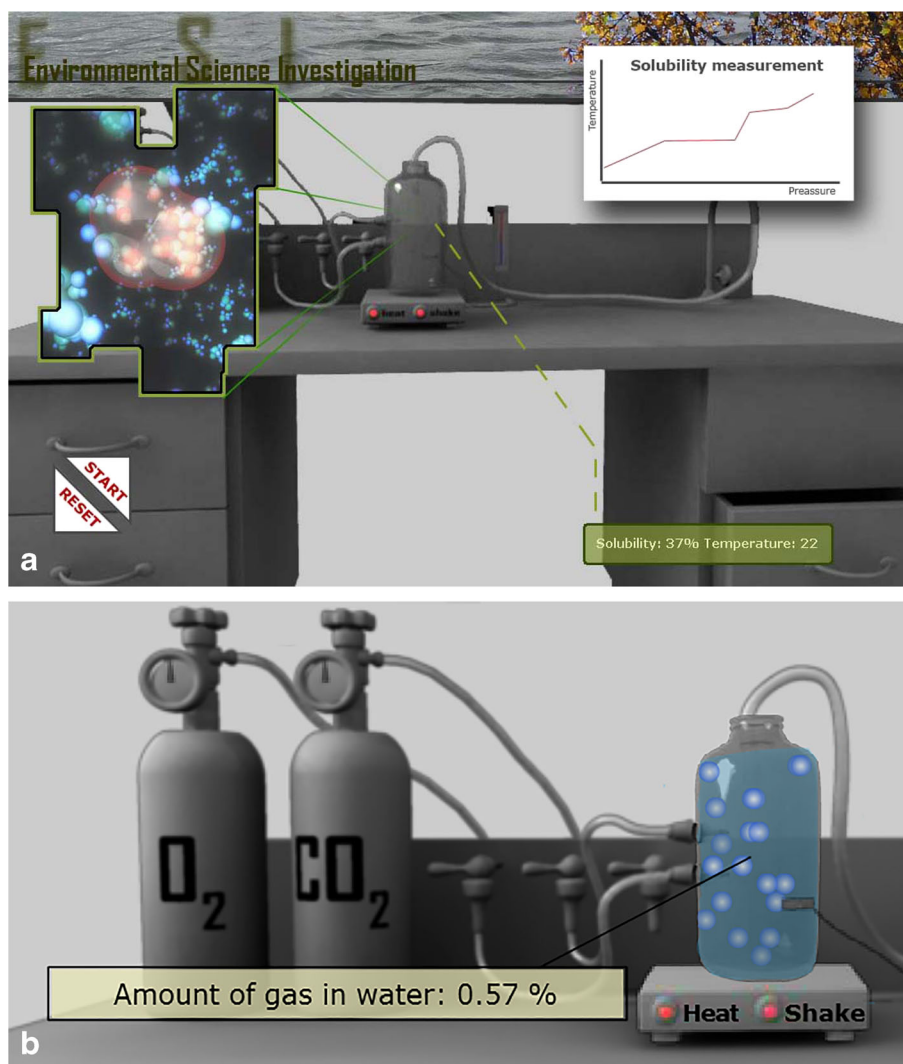 E S I
Environmental Science Investigation
Solubility measurement
Temperature
Preassure
heat shake
START
RESET
Solubility: 37% Temperature: 22
a
O2
CO2
Amount of gas in water: 0.57 %
Heat Shake
b